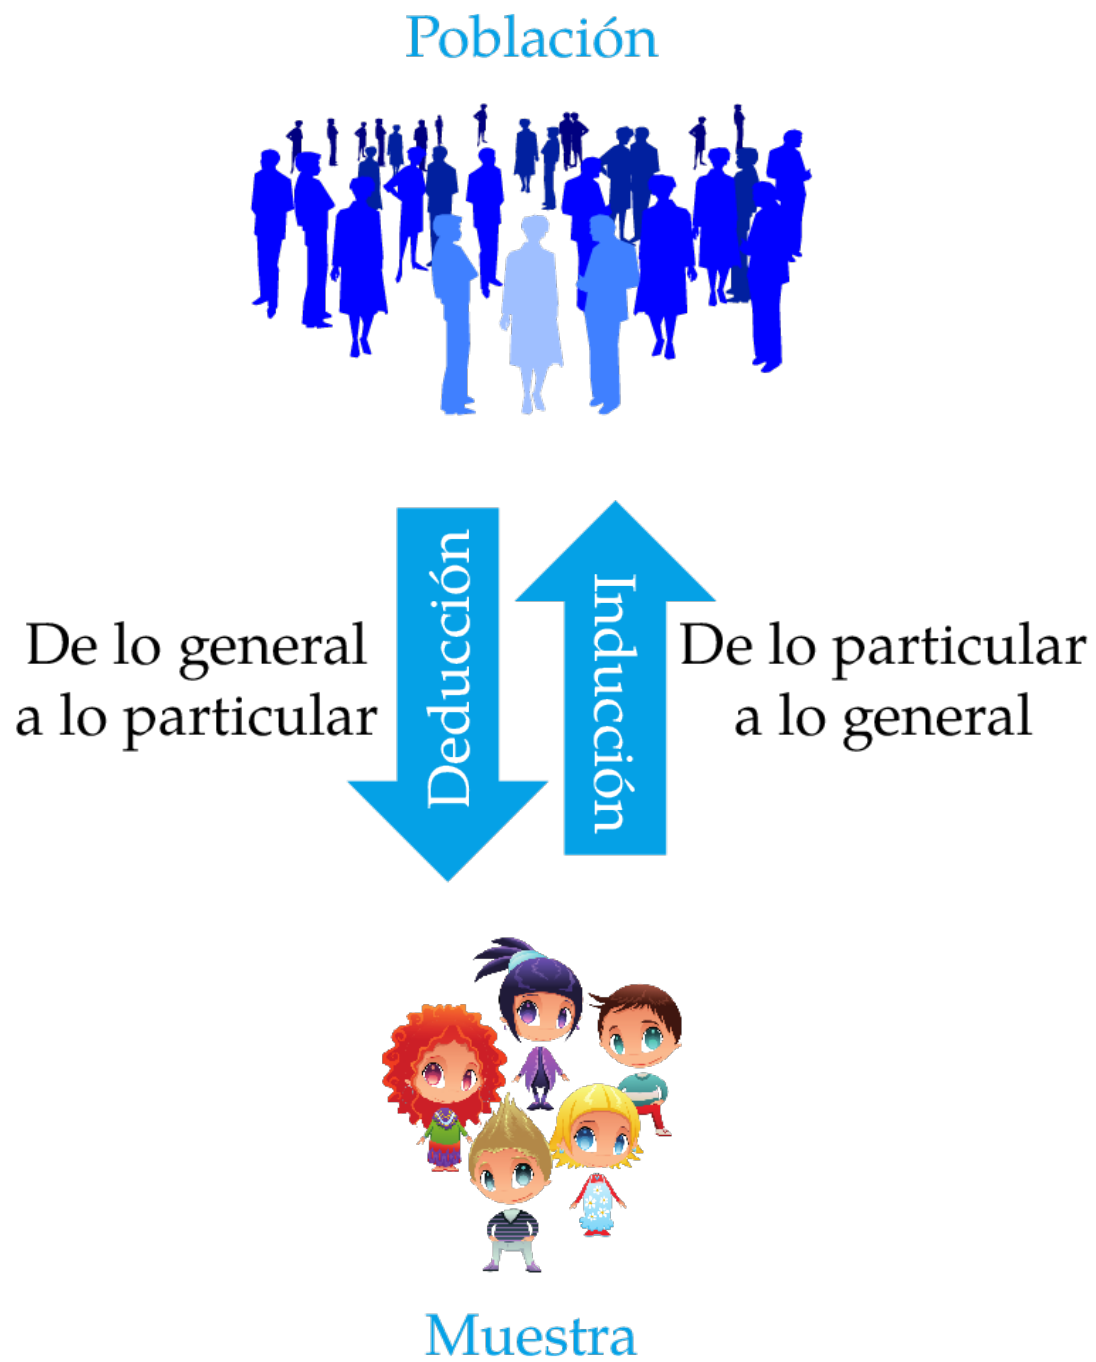 Población
De lo general
a lo particular
Deducción
Inducción
De lo particular
a lo general
Muestra